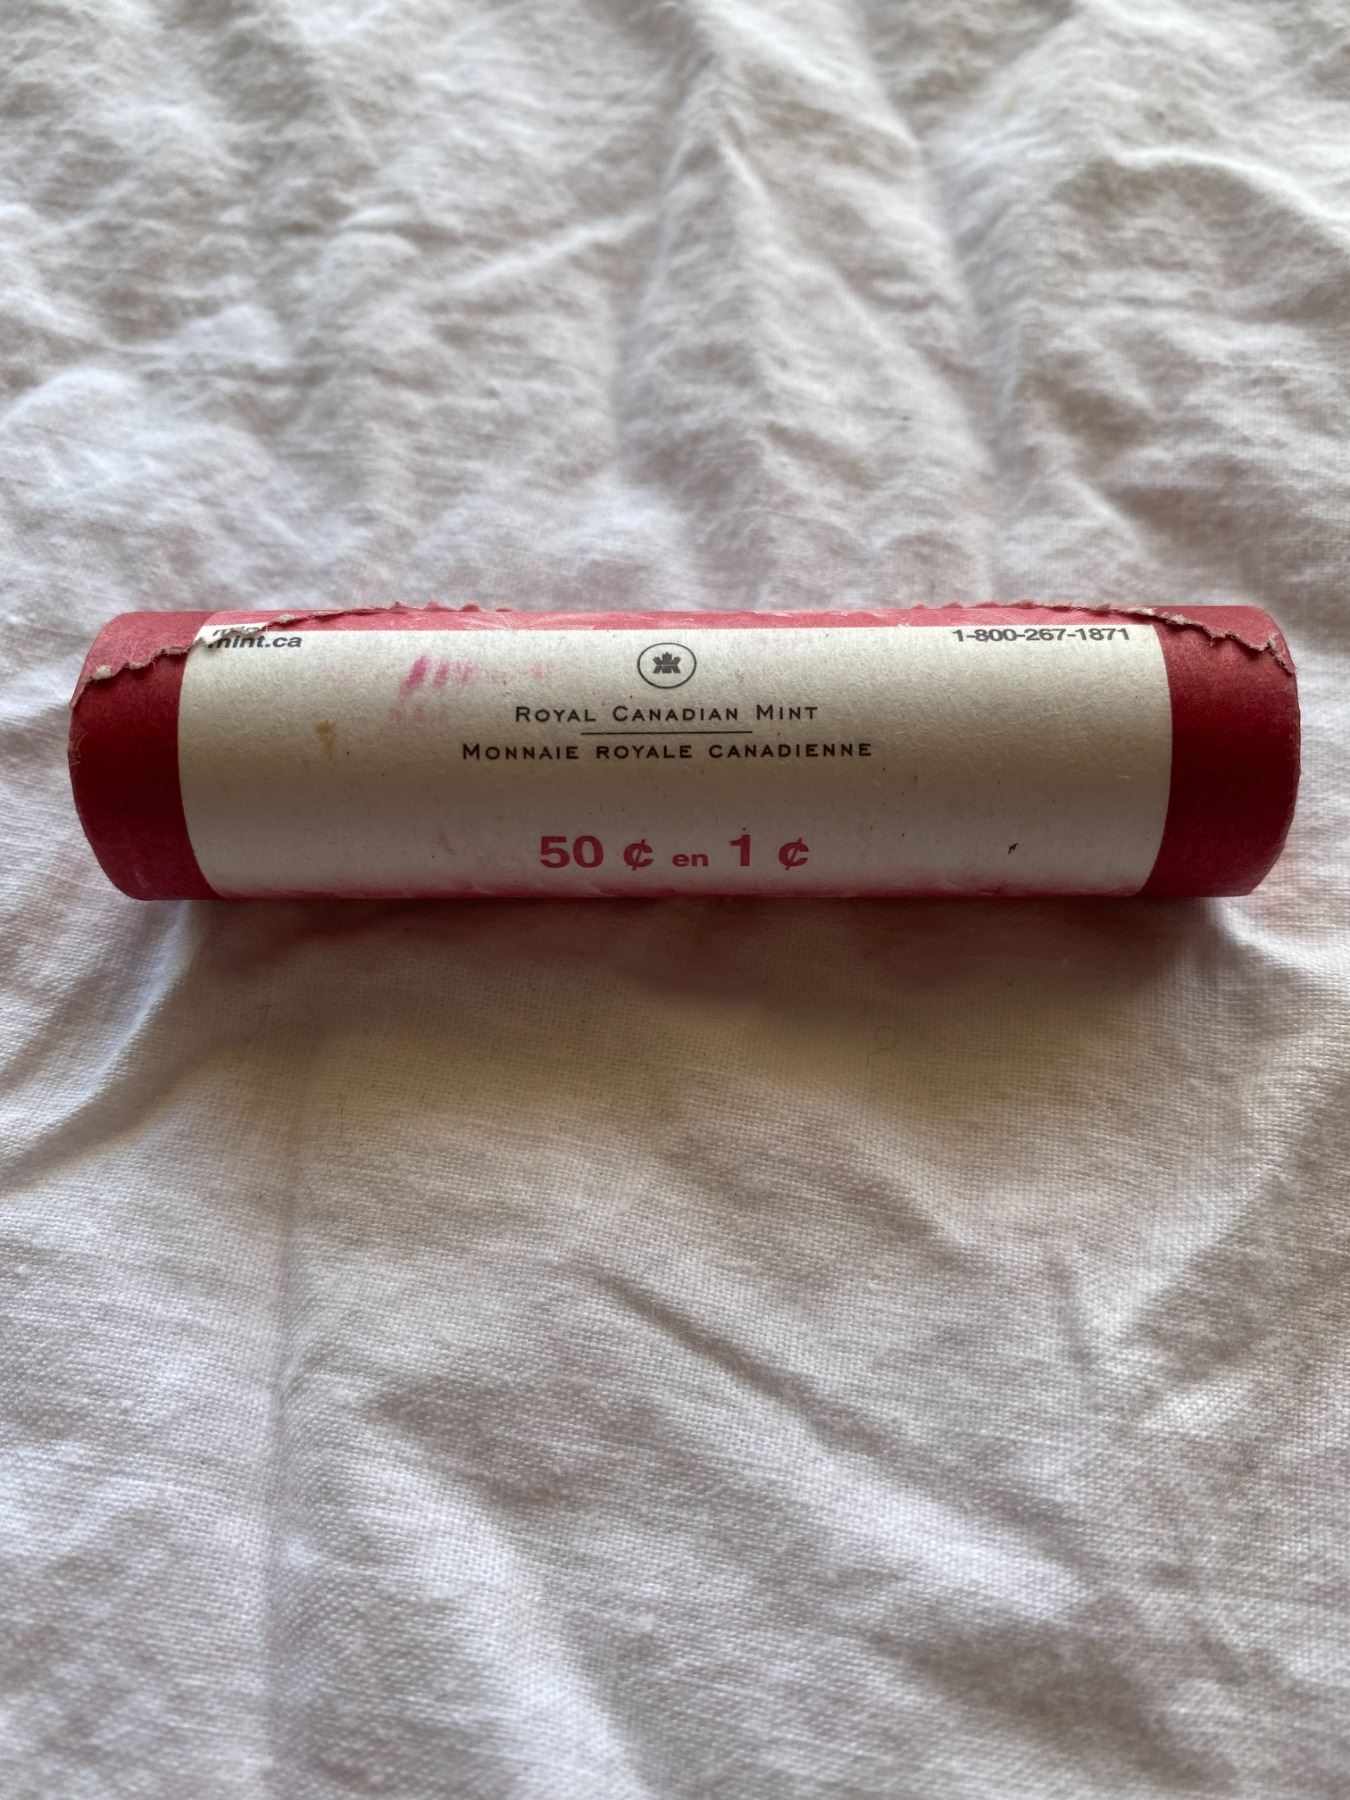 mint.ca
1-800-267-1871
ROYAL CANADIAN MINT
MONNAIE ROYALE CANADIENNE
50 ¢ en 1 ¢